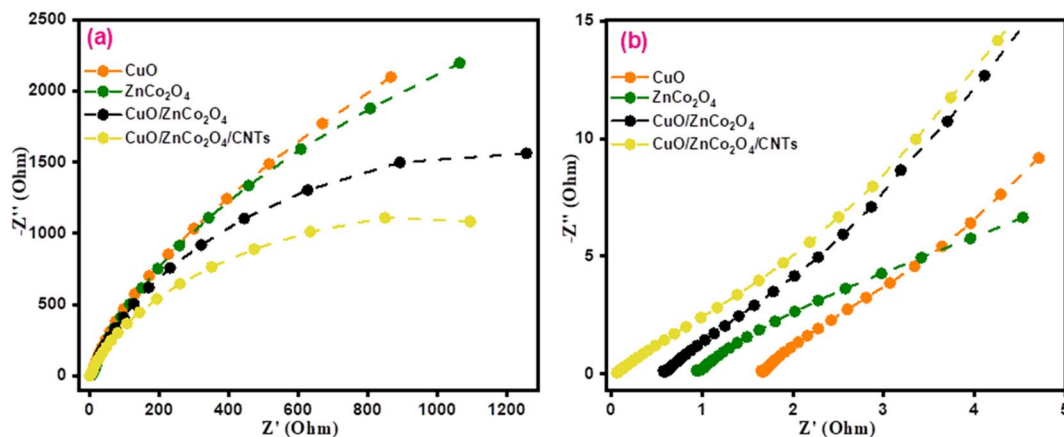 (a)
2500
2000
1500
1000
500
0
-Z'' (Ohm)
CuO
ZnCo₂O₄
CuO/ZnCo₂O₄
CuO/ZnCo₂O₄/CNTs
0 200 400 600 800 1000 1200
Z' (Ohm)
(b)
15
10
5
0
-Z'' (Ohm)
CuO
ZnCo₂O₄
CuO/ZnCo₂O₄
CuO/ZnCo₂O₄/CNTs
0 1 2 3 4 5
Z' (Ohm)